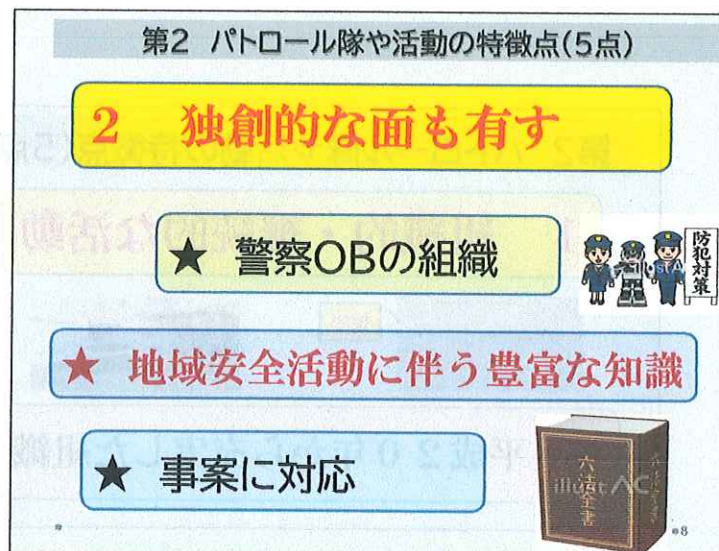 第2 パトロール隊や活動の特徴点(5点)
2 独創的な面も有す
★ 警察OBの組織
防犯対策
★ 地域安全活動に伴う豊富な知識
★ 事案に対応
六法全書
illust AC
8